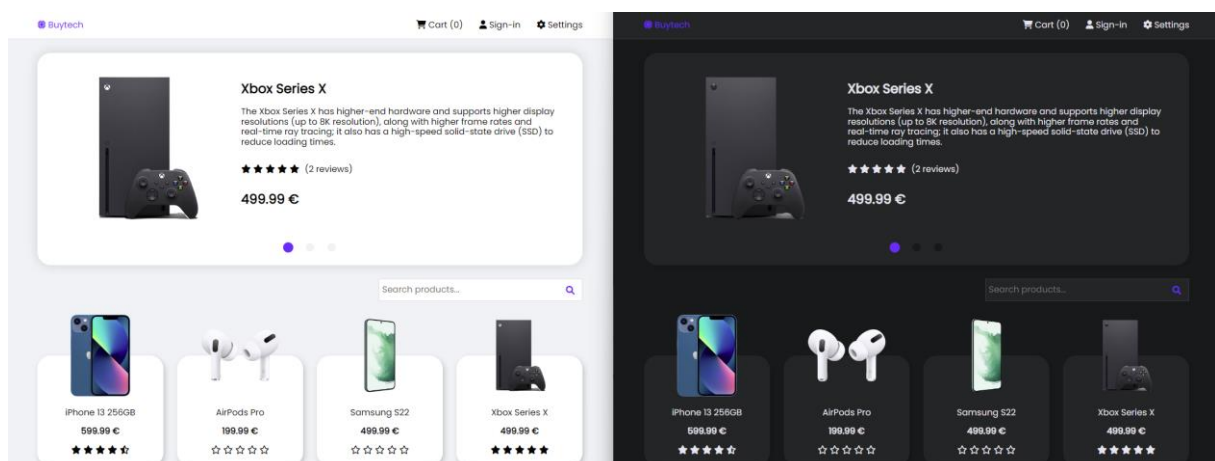 Buytech
Cart (0) Sign-in Settings
Xbox Series X
The Xbox Series X has higher-end hardware and supports higher display
resolutions (up to 8K resolution), along with higher frame rates and
real-time ray tracing; it also has a high-speed solid-state drive (SSD) to
reduce loading times.
(2 reviews)
499.99 €
Search products...
iPhone 13 256GB
599.99 €
AirPods Pro
199.99 €
Samsung S22
499.99 €
Xbox Series X
499.99 €
Buytech
Cart (0) Sign-in Settings
Xbox Series X
The Xbox Series X has higher-end hardware and supports higher display
resolutions (up to 8K resolution), along with higher frame rates and
real-time ray tracing; it also has a high-speed solid-state drive (SSD) to
reduce loading times.
(2 reviews)
499.99 €
Search products...
iPhone 13 256GB
599.99 €
AirPods Pro
199.99 €
Samsung S22
499.99 €
Xbox Series X
499.99 €